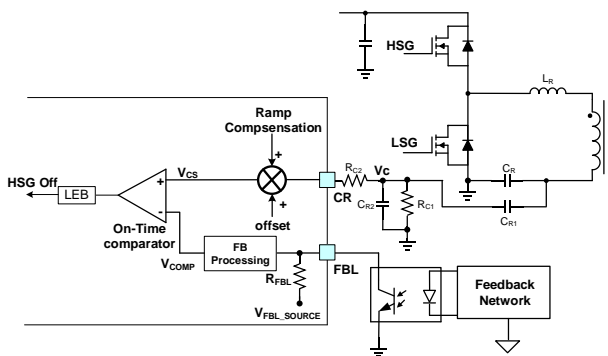 HSG
LSG
L_R
Ramp
Compsensation
+
R_C2
Vc
C_R
HSG Off
LEB
+
V_CS
CR
C_R2
R_C1
C_R1
-
+
offset
On-Time
comparator
V_COMP
FB
Processing
R_FBL
FBL
V_FBL_SOURCE
Feedback
Network